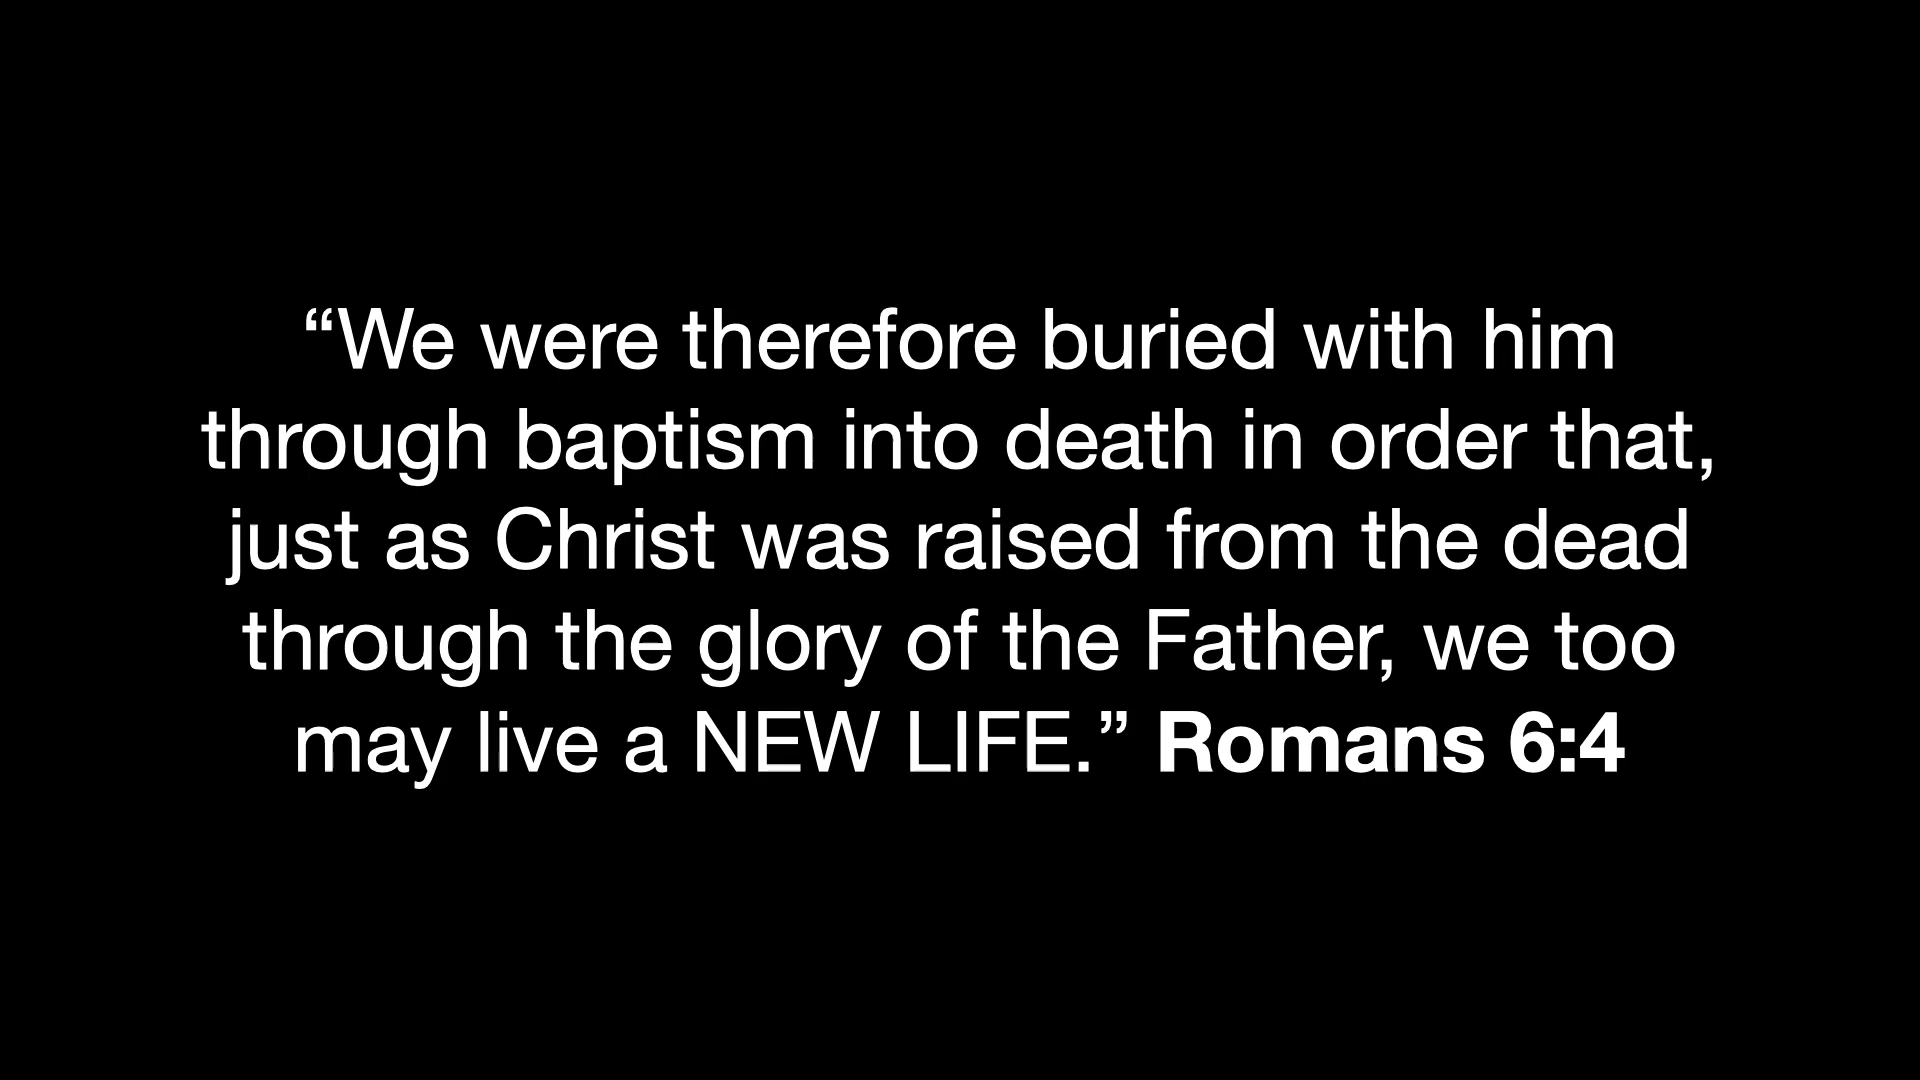 “We were therefore buried with him
through baptism into death in order that,
just as Christ was raised from the dead
through the glory of the Father, we too
may live a NEW LIFE.” Romans 6:4